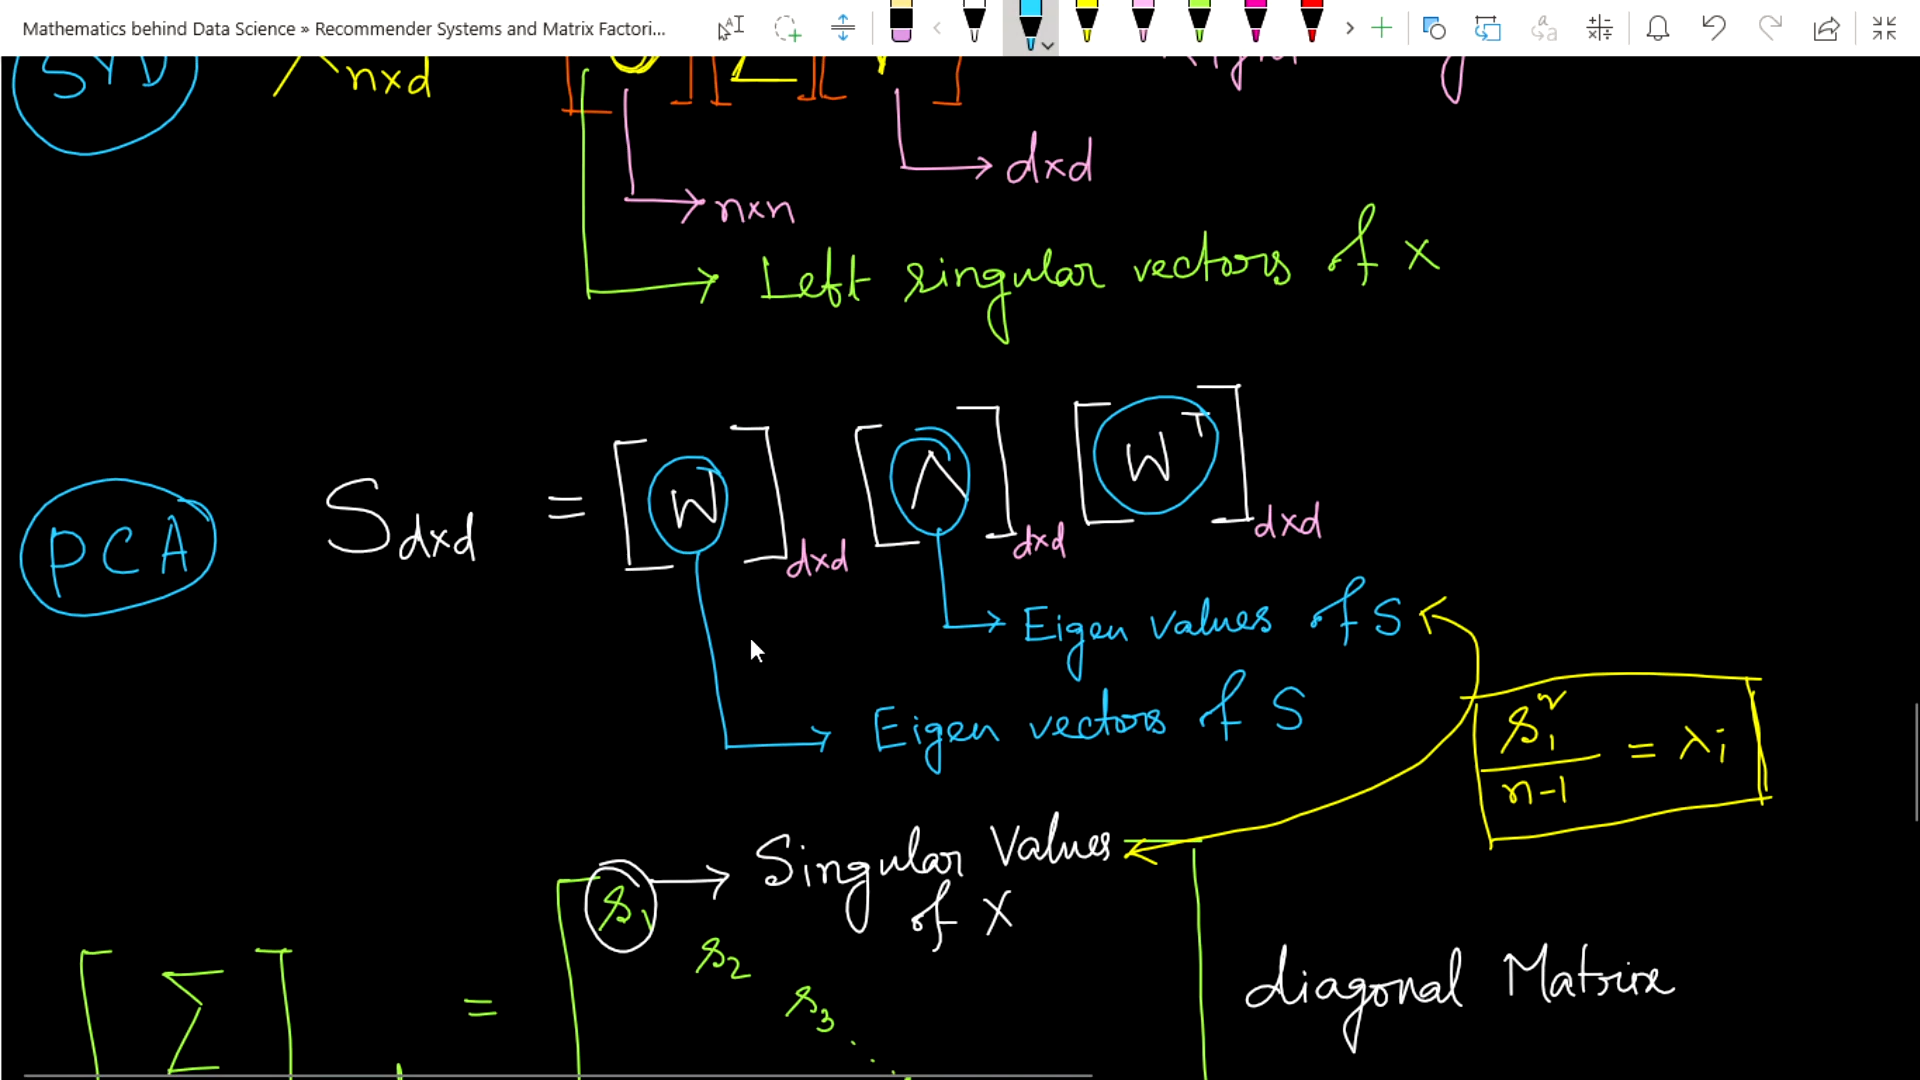 Mathematics behind Data Science » Recommender Systems and Matrix Factori...
SVD
nxd
dxd
nxn
Left singular vectors of X
PCA
S dxd = [W] dxd [Λ] dxd [Wᵀ] dxd
Eigen values of S
Eigen vectors of S
s₁² / n-1 = λi
s₁ → Singular Values of X
s₂
s₃
[Σ] =
diagonal Matrix